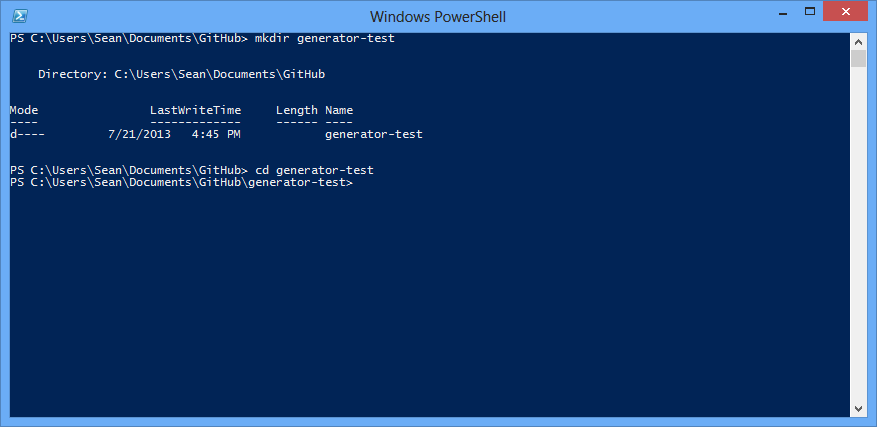 Windows PowerShell
PS C:\Users\Sean\Documents\GitHub> mkdir generator-test
Directory: C:\Users\Sean\Documents\GitHub
Mode LastWriteTime Length Name
---- ------------- ------ ----
d---- 7/21/2013 4:45 PM generator-test
PS C:\Users\Sean\Documents\GitHub> cd generator-test
PS C:\Users\Sean\Documents\GitHub\generator-test>